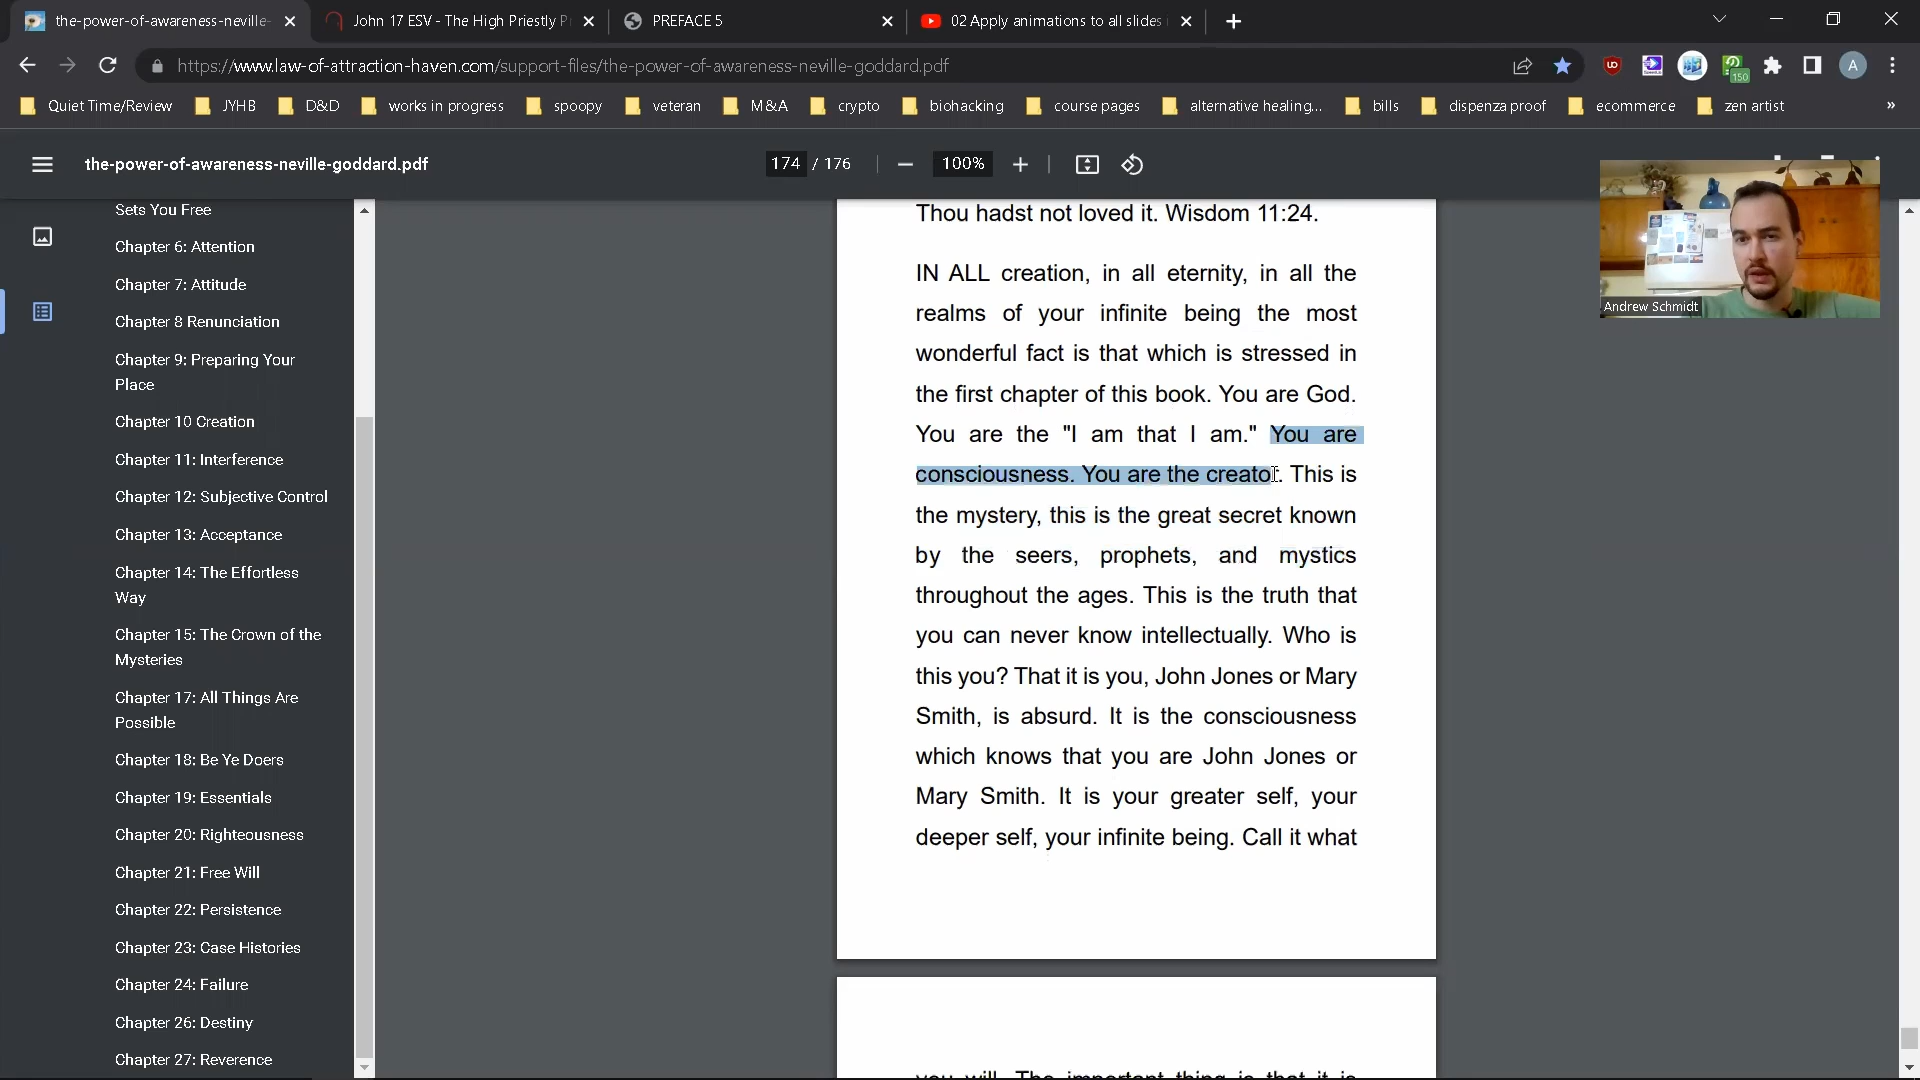 the-power-of-awareness-neville-
John 17 ESV - The High Priestly P
PREFACE 5
02 Apply animations to all slides i
https://www.law-of-attraction-haven.com/support-files/the-power-of-awareness-neville-goddard.pdf
150
A
Quiet Time/Review
JYHB
D&D
works in progress
spoopy
veteran
M&A
crypto
biohacking
course pages
alternative healing...
bills
dispenza proof
ecommerce
zen artist
»
the-power-of-awareness-neville-goddard.pdf
174 / 176
100%
Sets You Free
Chapter 6: Attention
Chapter 7: Attitude
Chapter 8 Renunciation
Chapter 9: Preparing Your
Place
Chapter 10 Creation
Chapter 11: Interference
Chapter 12: Subjective Control
Chapter 13: Acceptance
Chapter 14: The Effortless
Way
Chapter 15: The Crown of the
Mysteries
Chapter 17: All Things Are
Possible
Chapter 18: Be Ye Doers
Chapter 19: Essentials
Chapter 20: Righteousness
Chapter 21: Free Will
Chapter 22: Persistence
Chapter 23: Case Histories
Chapter 24: Failure
Chapter 26: Destiny
Chapter 27: Reverence
Thou hadst not loved it. Wisdom 11:24.
IN ALL creation, in all eternity, in all the
realms of your infinite being the most
wonderful fact is that which is stressed in
the first chapter of this book. You are God.
You are the "I am that I am." You are
consciousness. You are the creator. This is
the mystery, this is the great secret known
by the seers, prophets, and mystics
throughout the ages. This is the truth that
you can never know intellectually. Who is
this you? That it is you, John Jones or Mary
Smith, is absurd. It is the consciousness
which knows that you are John Jones or
Mary Smith. It is your greater self, your
deeper self, your infinite being. Call it what
you will. The important thing is that it is
Andrew Schmidt